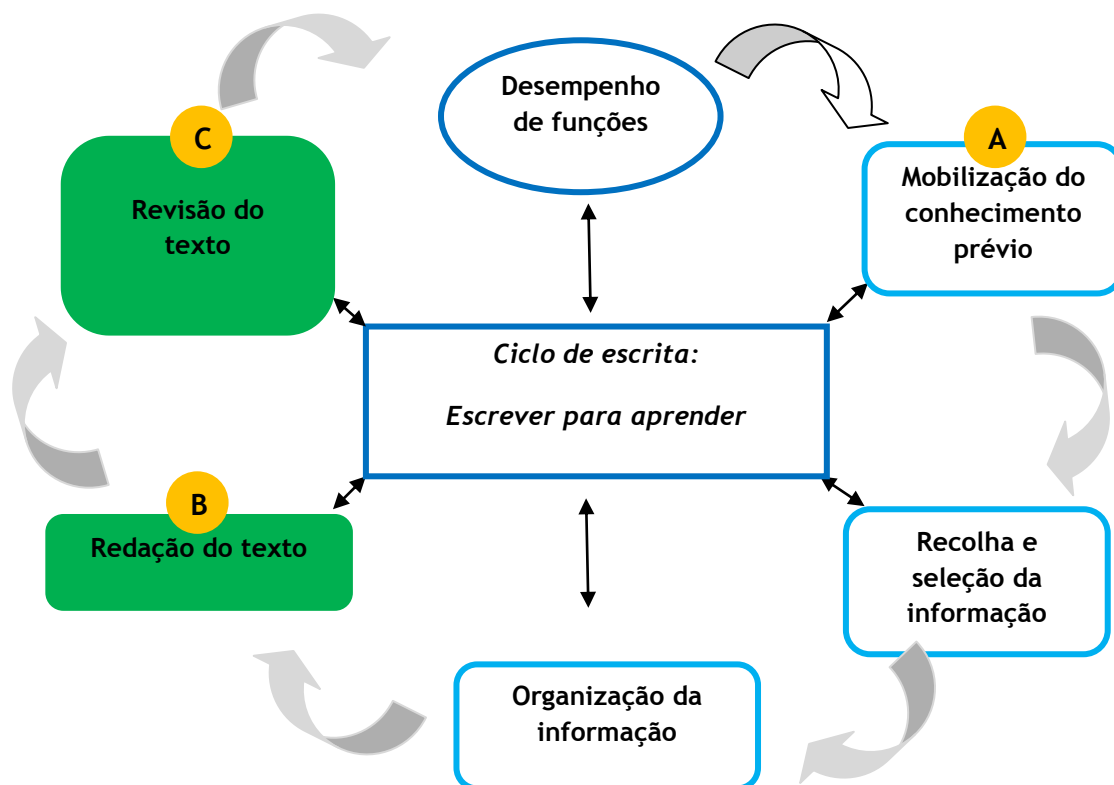 Desempenho
de funções
A
Mobilização do
conhecimento
prévio
Recolha e
seleção da
informação
Organização da
informação
B
Redação do texto
C
Revisão do
texto
Ciclo de escrita:
Escrever para aprender